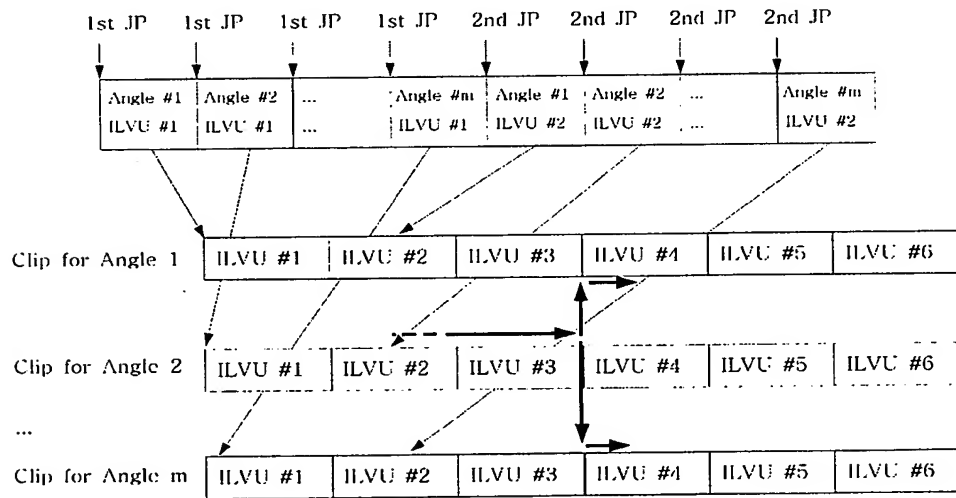 1st JP 1st JP 1st JP 1st JP 2nd JP 2nd JP 2nd JP 2nd JP
Angle #1 Angle #2 ... Angle #m Angle #1 Angle #2 ... Angle #m
ILVU #1 ILVU #1 ... ILVU #1 ILVU #2 ILVU #2 ... ILVU #2
Clip for Angle 1 ILVU #1 ILVU #2 ILVU #3 ILVU #4 ILVU #5 ILVU #6
Clip for Angle 2 ILVU #1 ILVU #2 ILVU #3 ILVU #4 ILVU #5 ILVU #6
...
Clip for Angle m ILVU #1 ILVU #2 ILVU #3 ILVU #4 ILVU #5 ILVU #6